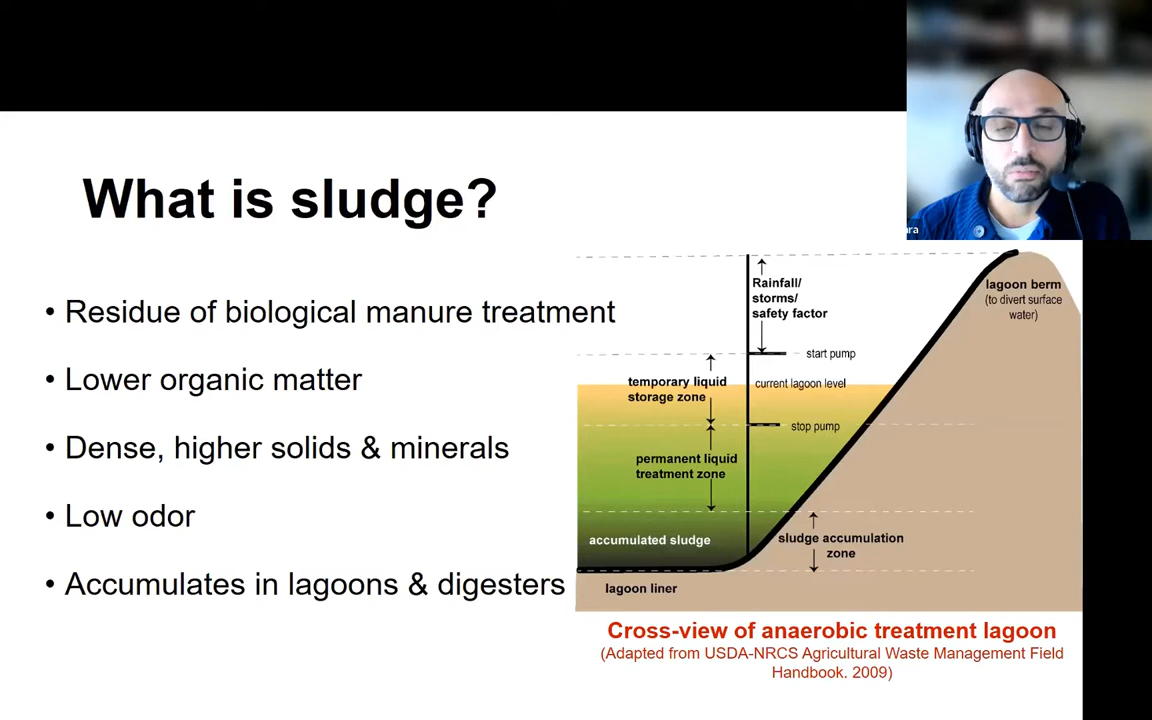 What is sludge?
• Residue of biological manure treatment
• Lower organic matter
• Dense, higher solids & minerals
• Low odor
• Accumulates in lagoons & digesters
Rainfall/
storms/
safety factor
lagoon berm
(to divert surface
water)
start pump
temporary liquid
storage zone
current lagoon level
stop pump
permanent liquid
treatment zone
accumulated sludge
sludge accumulation
zone
lagoon liner
Cross-view of anaerobic treatment lagoon
(Adapted from USDA-NRCS Agricultural Waste Management Field
Handbook. 2009)